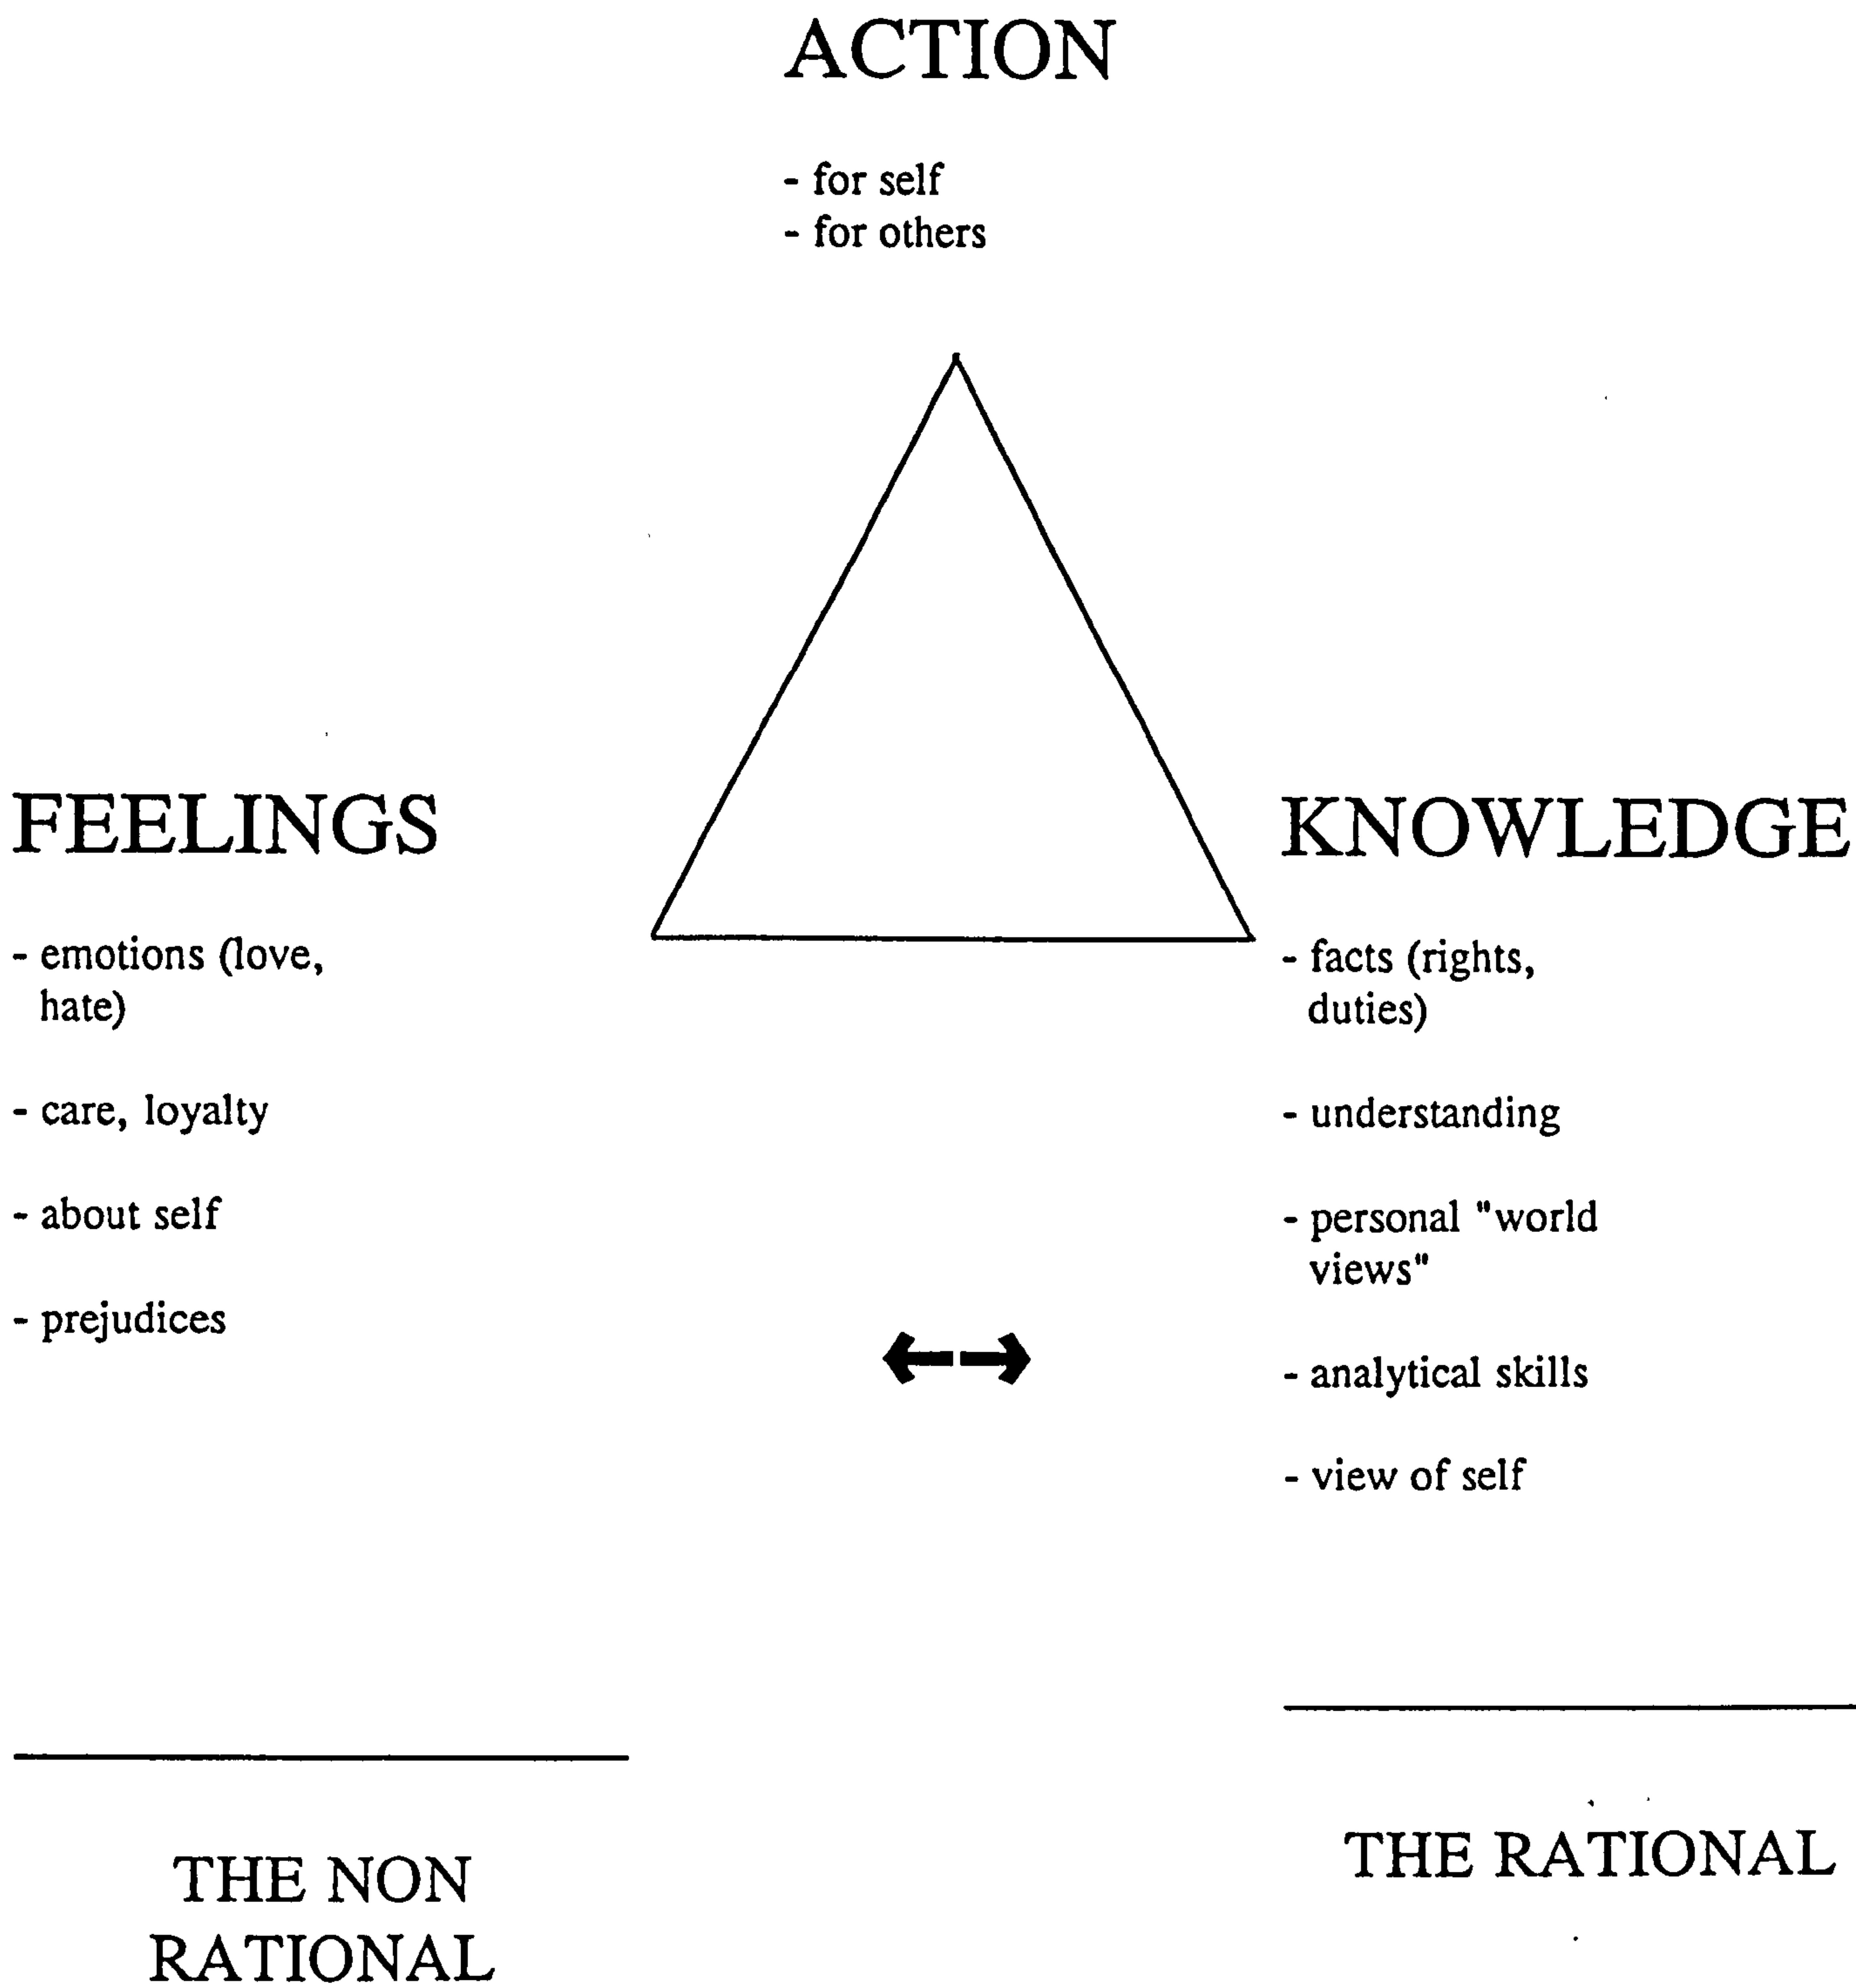 ACTION
- for self
- for others
FEELINGS
- emotions (love,
hate)
- care, loyalty
- about self
- prejudices
KNOWLEDGE
- facts (rights,
duties)
- understanding
- personal "world
views"
- analytical skills
- view of self
THE NON
RATIONAL
THE RATIONAL